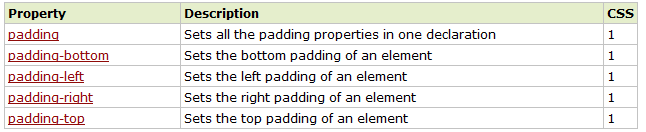 Property Description CSS
padding Sets all the padding properties in one declaration 1
padding-bottom Sets the bottom padding of an element 1
padding-left Sets the left padding of an element 1
padding-right Sets the right padding of an element 1
padding-top Sets the top padding of an element 1